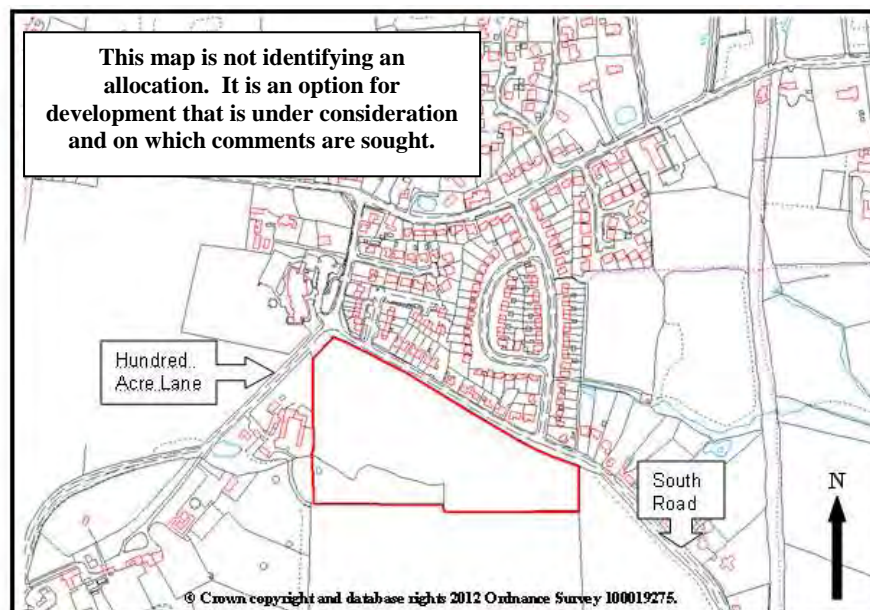 This map is not identifying an
allocation. It is an option for
development that is under consideration
and on which comments are sought.
Hundred
Acre Lane
South
Road
N
© Crown copyright and database rights 2012 Ordnance Survey 100019275.